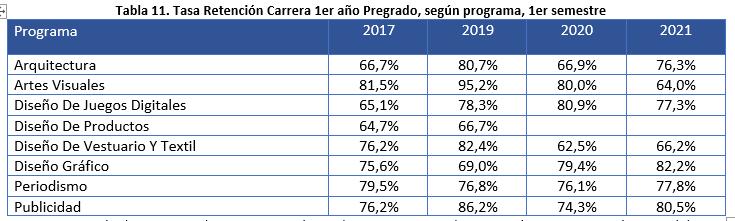 Tabla 11. Tasa Retención Carrera 1er año Pregrado, según programa, 1er semestre
Programa 2017 2019 2020 2021
Arquitectura 66,7% 80,7% 66,9% 76,3%
Artes Visuales 81,5% 95,2% 80,0% 64,0%
Diseño De Juegos Digitales 65,1% 78,3% 80,9% 77,3%
Diseño De Productos 64,7% 66,7%
Diseño De Vestuario Y Textil 76,2% 82,4% 62,5% 66,2%
Diseño Gráfico 75,6% 69,0% 79,4% 82,2%
Periodismo 79,5% 76,8% 76,1% 77,8%
Publicidad 76,2% 86,2% 74,3% 80,5%